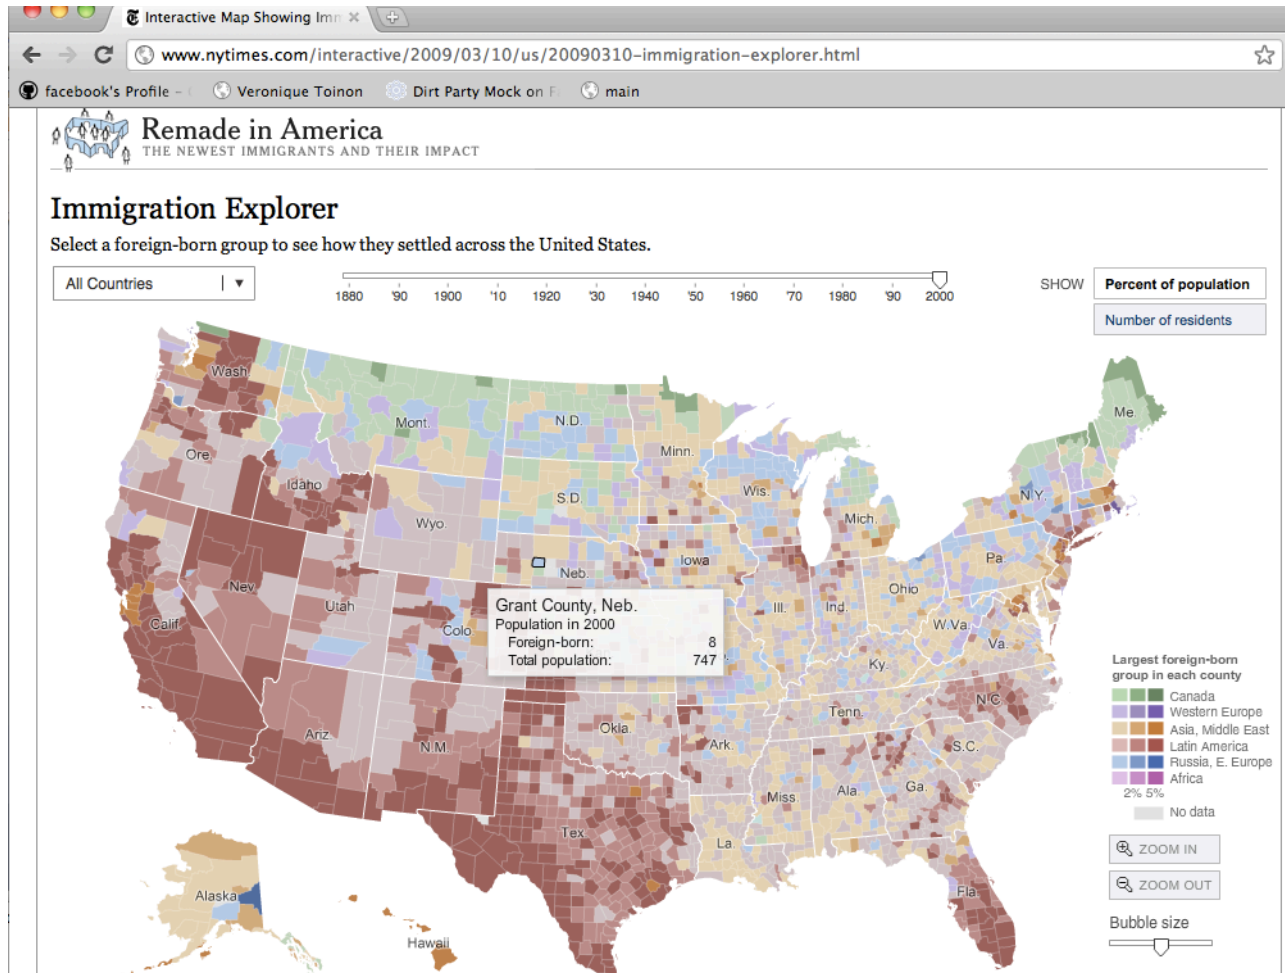 Interactive Map Showing Imm
www.nytimes.com/interactive/2009/03/10/us/20090310-immigration-explorer.html
facebook's Profile – Veronique Toinon Dirt Party Mock on F main
Remade in America
THE NEWEST IMMIGRANTS AND THEIR IMPACT
Immigration Explorer
Select a foreign-born group to see how they settled across the United States.
All Countries
1880 '90 1900 '10 1920 '30 1940 '50 1960 '70 1980 '90 2000
SHOW Percent of population
Number of residents
Wash.
Me.
Mont. N.D.
Ore. Minn.
Idaho S.D. Wis. N.Y.
Wyo. Mich.
Neb. Iowa Pa.
Nev. Ohio
Utah Ill. Ind.
Calif. Colo W.Va.
Va.
Ky.
Grant County, Neb.
Population in 2000
Foreign-born: 8
Total population: 747
N.C.
Tenn.
Ariz. N.M. Okla. Ark. S.C.
Miss. Ala. Ga.
Tex.
La.
Fla.
Alaska
Hawaii
Largest foreign-born
group in each county
Canada
Western Europe
Asia, Middle East
Latin America
Russia, E. Europe
Africa
2% 5%
No data
ZOOM IN
ZOOM OUT
Bubble size